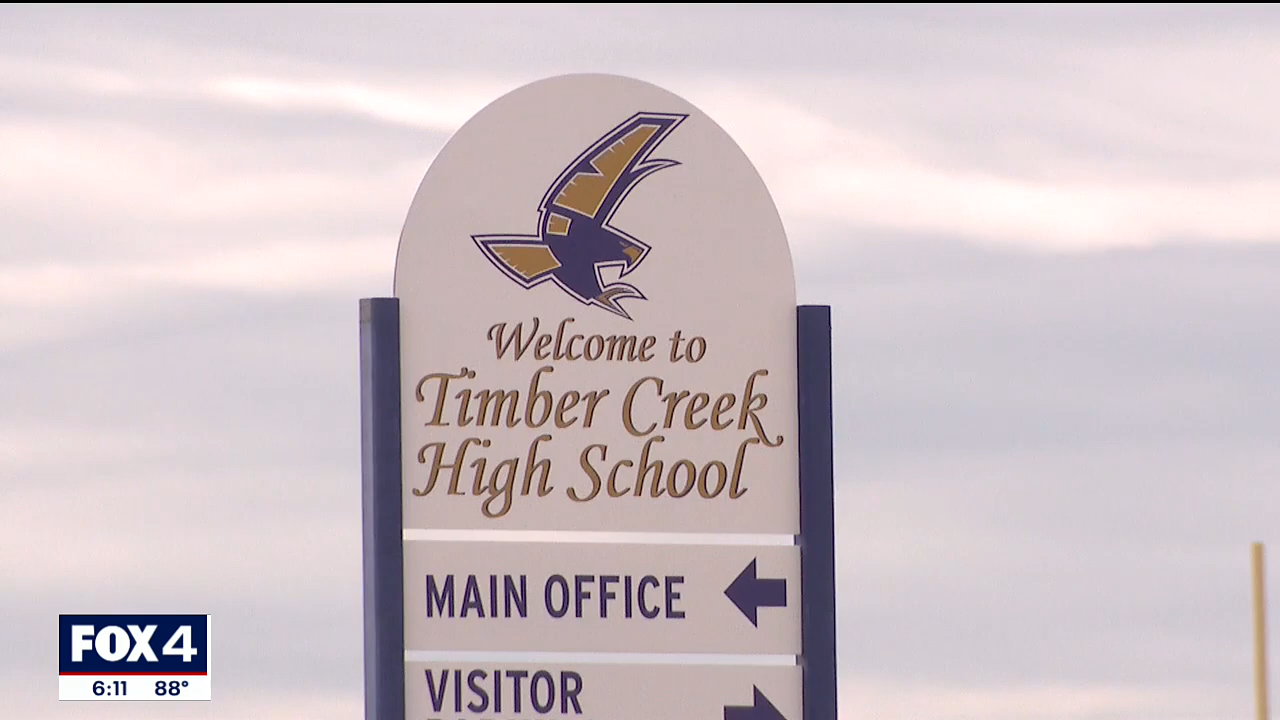 Welcome to
Timber Creek
High School
MAIN OFFICE
VISITOR
FOX 4
6:11 88°